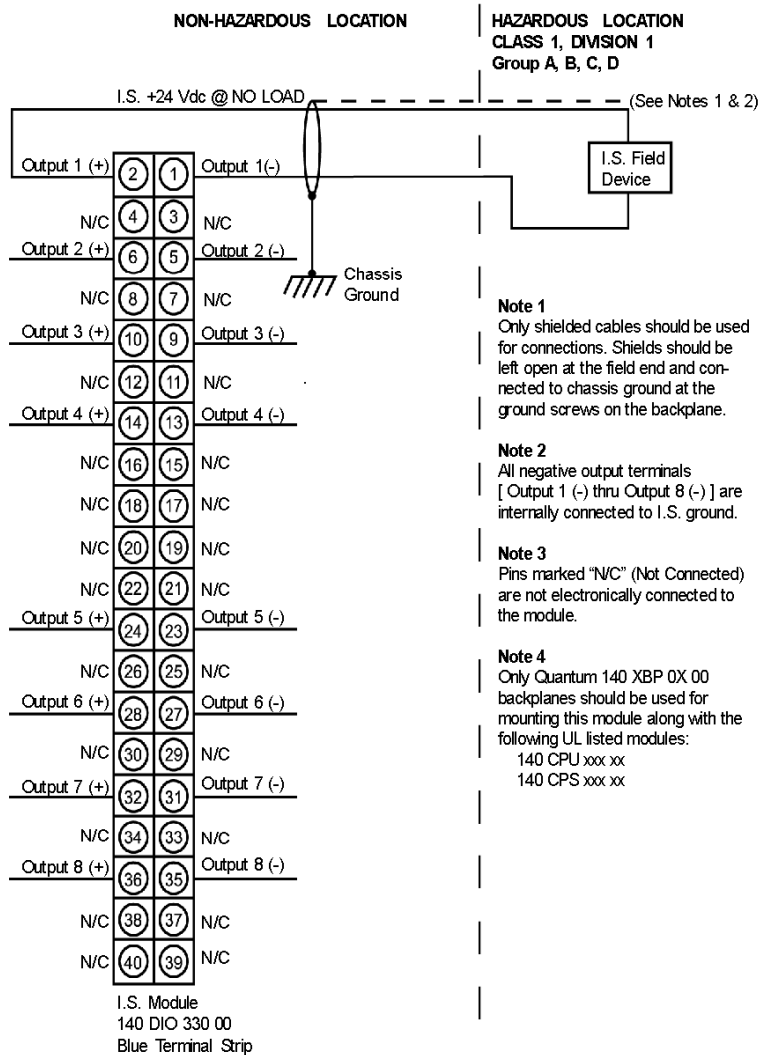 NON-HAZARDOUS LOCATION
HAZARDOUS LOCATION
CLASS 1, DIVISION 1
Group A, B, C, D
I.S. +24 Vdc @ NO LOAD
(See Notes 1 & 2)
I.S. Field
Device
Output 1 (+) 2 1 Output 1(-)
N/C 4 3 N/C
Output 2 (+) 6 5 Output 2 (-)
N/C 8 7 N/C
Output 3 (+) 10 9 Output 3 (-)
N/C 12 11 N/C
Output 4 (+) 14 13 Output 4 (-)
N/C 16 15 N/C
N/C 18 17 N/C
N/C 20 19 N/C
N/C 22 21 N/C
Output 5 (+) 24 23 Output 5 (-)
N/C 26 25 N/C
Output 6 (+) 28 27 Output 6 (-)
N/C 30 29 N/C
Output 7 (+) 32 31 Output 7 (-)
N/C 34 33 N/C
Output 8 (+) 36 35 Output 8 (-)
N/C 38 37 N/C
N/C 40 39 N/C
Chassis
Ground
I.S. Module
140 DIO 330 00
Blue Terminal Strip
Note 1
Only shielded cables should be used
for connections. Shields should be
left open at the field end and con-
nected to chassis ground at the
ground screws on the backplane.
Note 2
All negative output terminals
[ Output 1 (-) thru Output 8 (-) ] are
internally connected to I.S. ground.
Note 3
Pins marked “N/C” (Not Connected)
are not electronically connected to
the module.
Note 4
Only Quantum 140 XBP 0X 00
backplanes should be used for
mounting this module along with the
following UL listed modules:
140 CPU xxx xx
140 CPS xxx xx